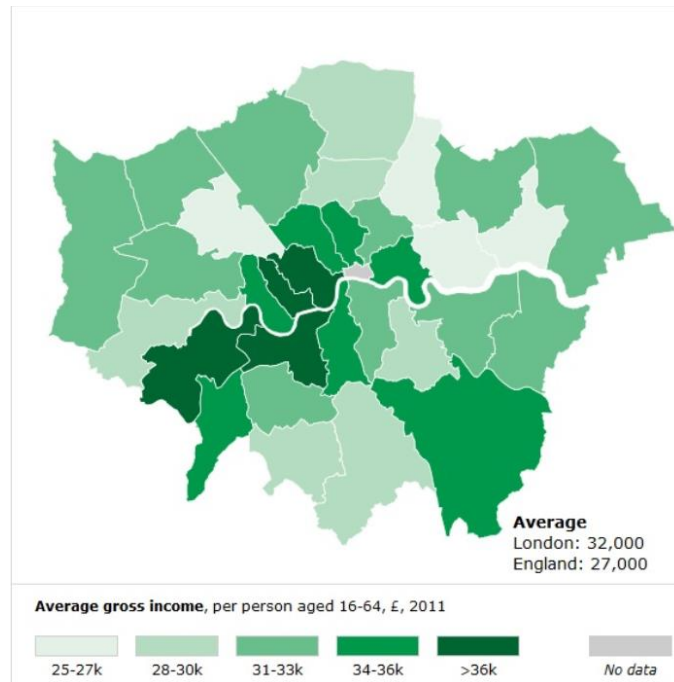 Average
London: 32,000
England: 27,000
Average gross income, per person aged 16-64, £, 2011
25-27k
28-30k
31-33k
34-36k
>36k
No data